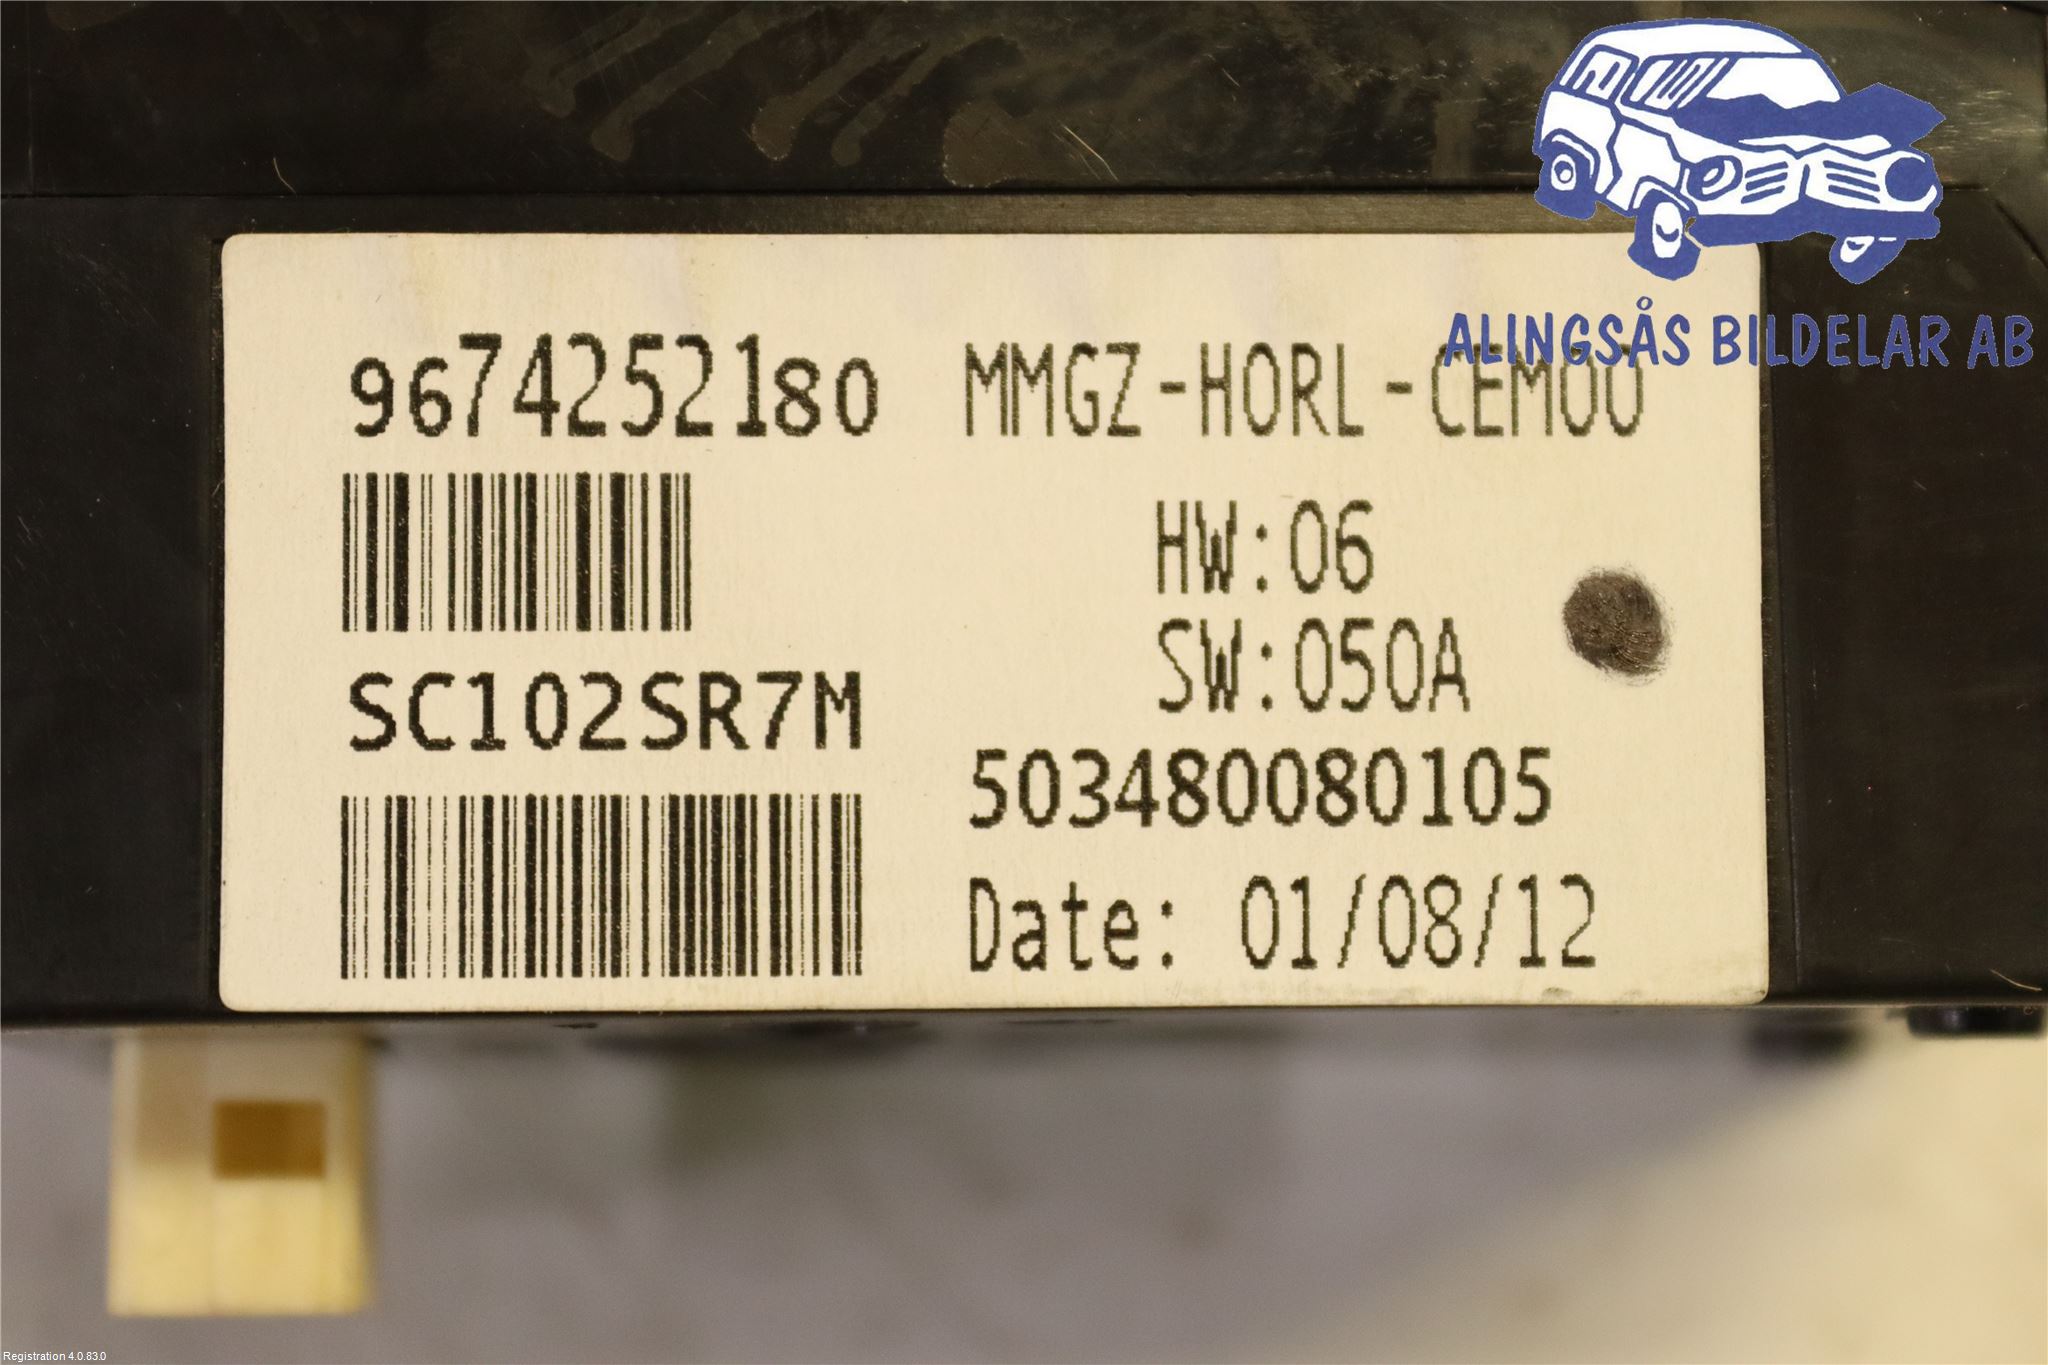 ALINGSÅS BILDELAR AB
9674252180
MMGZ-HORL-CEM00
HW:06
SW:050A
SC102SR7M
503480080105
Date: 01/08/12
Registration 4.0.83.0